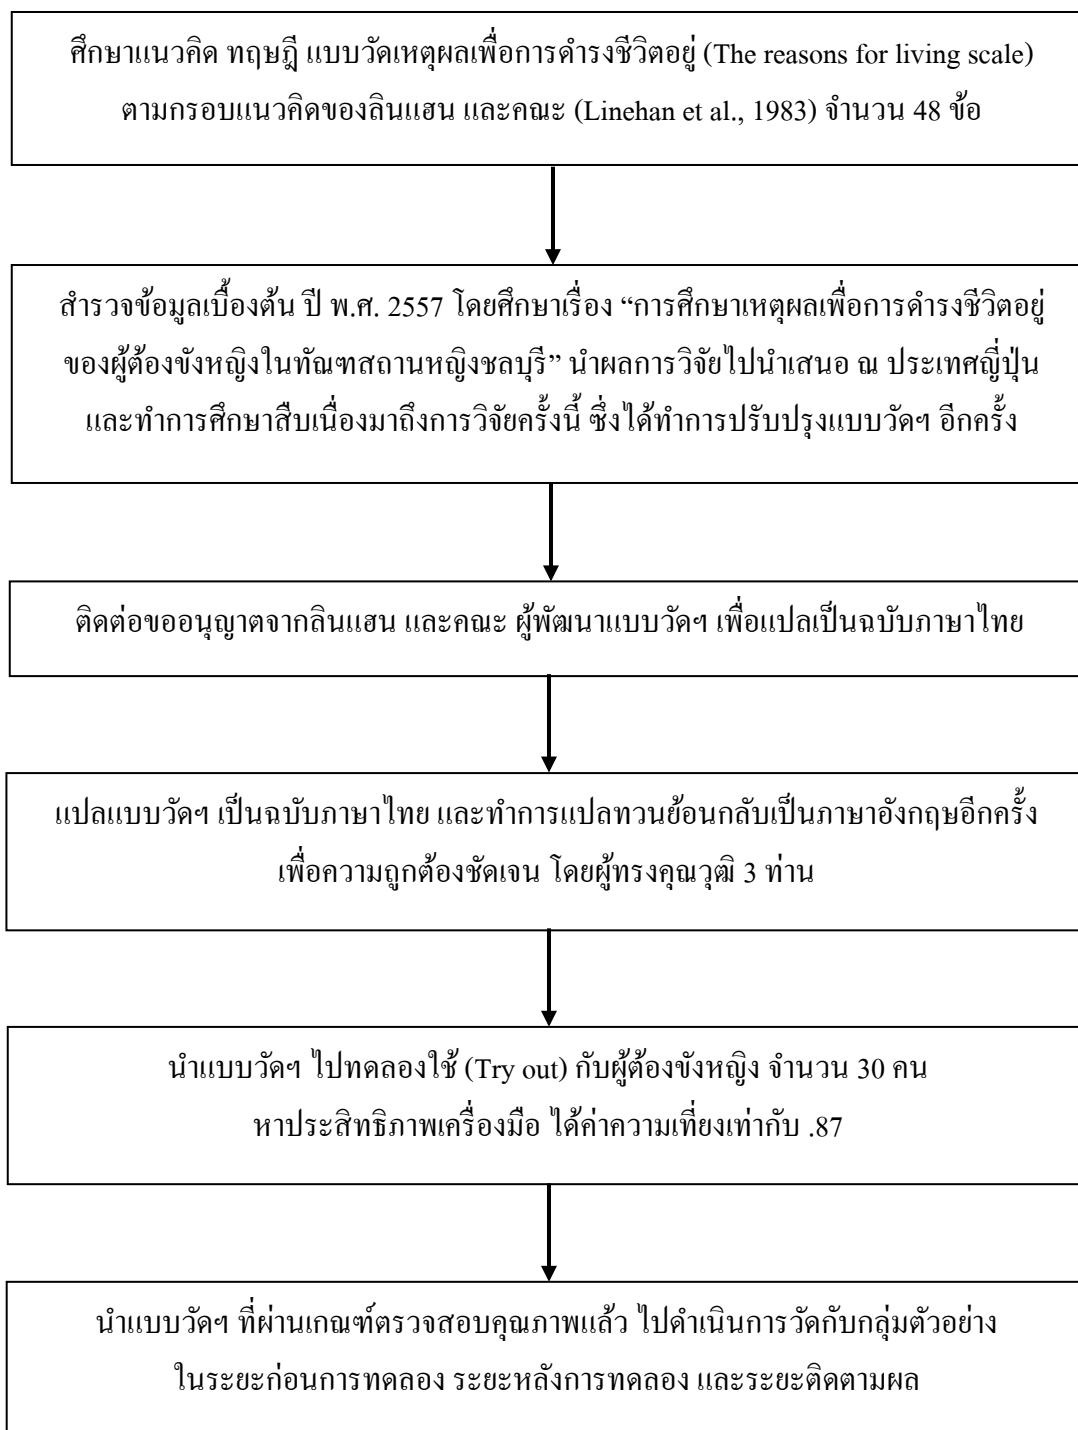 ศึกษาแนวคิด ทฤษฎี แบบวัดเหตุผลเพื่อการดำรงชีวิตอยู่ (The reasons for living scale)
ตามกรอบแนวคิดของลินแฮน และคณะ (Linehan et al., 1983) จำนวน 48 ข้อ
สำรวจข้อมูลเบื้องต้น ปี พ.ศ. 2557 โดยศึกษาเรื่อง “การศึกษาเหตุผลเพื่อการดำรงชีวิตอยู่
ของผู้ต้องขังหญิงในทัณฑสถานหญิงชลบุรี” นำผลการวิจัยไปนำเสนอ ณ ประเทศญี่ปุ่น
และทำการศึกษาสืบเนื่องมาถึงการวิจัยครั้งนี้ ซึ่งได้ทำการปรับปรุงแบบวัดฯ อีกครั้ง
ติดต่อขออนุญาตจากลินแฮน และคณะ ผู้พัฒนาแบบวัดฯ เพื่อแปลเป็นฉบับภาษาไทย
แปลแบบวัดฯ เป็นฉบับภาษาไทย และทำการแปลทวนย้อนกลับเป็นภาษาอังกฤษอีกครั้ง
เพื่อความถูกต้องชัดเจน โดยผู้ทรงคุณวุฒิ 3 ท่าน
นำแบบวัดฯ ไปทดลองใช้ (Try out) กับผู้ต้องขังหญิง จำนวน 30 คน
หาประสิทธิภาพเครื่องมือ ได้ค่าความเที่ยงเท่ากับ .87
นำแบบวัดฯ ที่ผ่านเกณฑ์ตรวจสอบคุณภาพแล้ว ไปดำเนินการวัดกับกลุ่มตัวอย่าง
ในระยะก่อนการทดลอง ระยะหลังการทดลอง และระยะติดตามผล